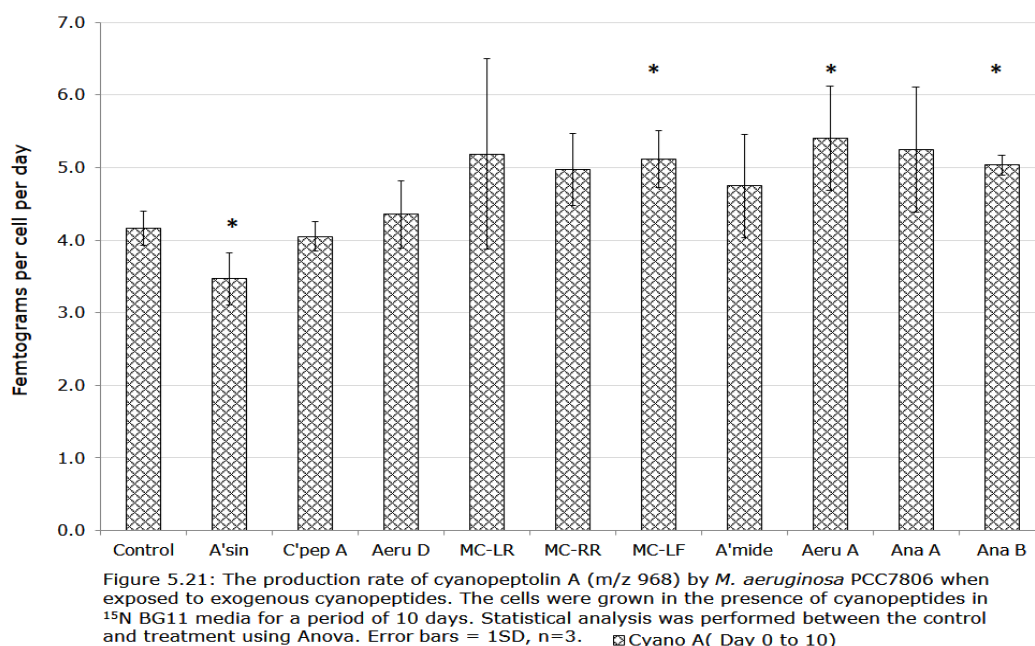 7.0
*
*
*
6.0
5.0
*
4.0
3.0
2.0
1.0
0.0
Femtograms per cell per day
Control A'sin C'pep A Aeru D MC-LR MC-RR MC-LF A'mide Aeru A Ana A Ana B
Figure 5.21: The production rate of cyanopeptolin A (m/z 968) by M. aeruginosa PCC7806 when
exposed to exogenous cyanopeptides. The cells were grown in the presence of cyanopeptides in
¹⁵N BG11 media for a period of 10 days. Statistical analysis was performed between the control
and treatment using Anova. Error bars = 1SD, n=3. Cyano A( Day 0 to 10)